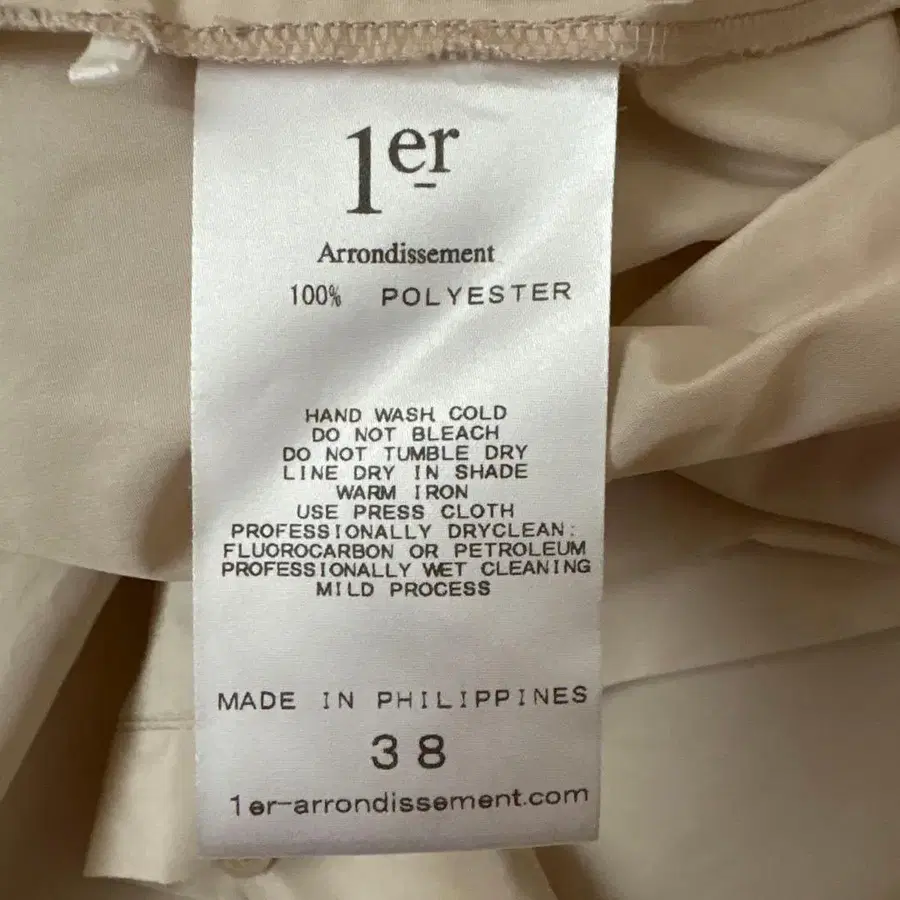 1er
Arrondissement
100% POLYESTER
HAND WASH COLD
DO NOT BLEACH
DO NOT TUMBLE DRY
LINE DRY IN SHADE
WARM IRON
USE PRESS CLOTH
PROFESSIONALLY DRYCLEAN:
FLUOROCARBON OR PETROLEUM
PROFESSIONALLY WET CLEANING
MILD PROCESS
MADE IN PHILIPPINES
38
1er-arrondissement.com